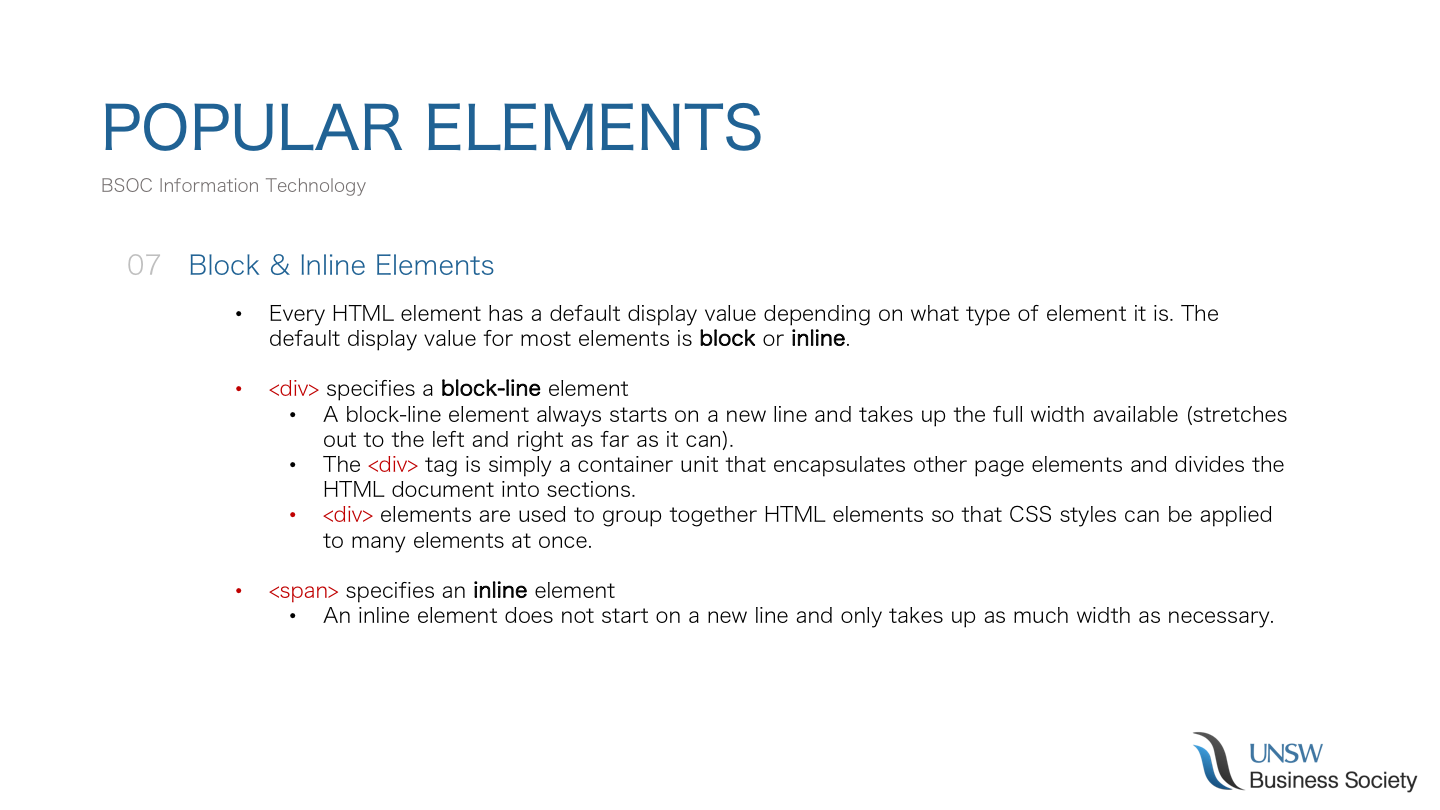 POPULAR ELEMENTS
BSOC Information Technology
07 Block & Inline Elements
• Every HTML element has a default display value depending on what type of element it is. The
default display value for most elements is block or inline.
• <div> specifies a block-line element
• A block-line element always starts on a new line and takes up the full width available (stretches
out to the left and right as far as it can).
• The <div> tag is simply a container unit that encapsulates other page elements and divides the
HTML document into sections.
• <div> elements are used to group together HTML elements so that CSS styles can be applied
to many elements at once.
• <span> specifies an inline element
• An inline element does not start on a new line and only takes up as much width as necessary.
UNSW
Business Society